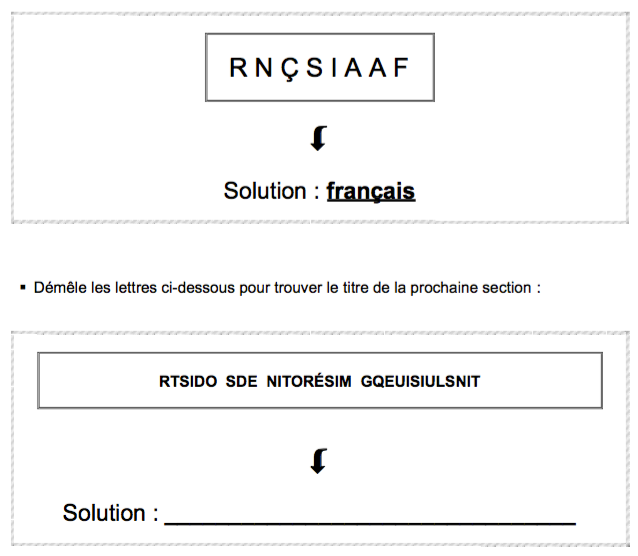 R N Ç S I A A F
Solution : français
▪ Démêle les lettres ci-dessous pour trouver le titre de la prochaine section :
RTSIDO SDE NITORÉSIM GQEUISIULSNIT
Solution : ________________________________